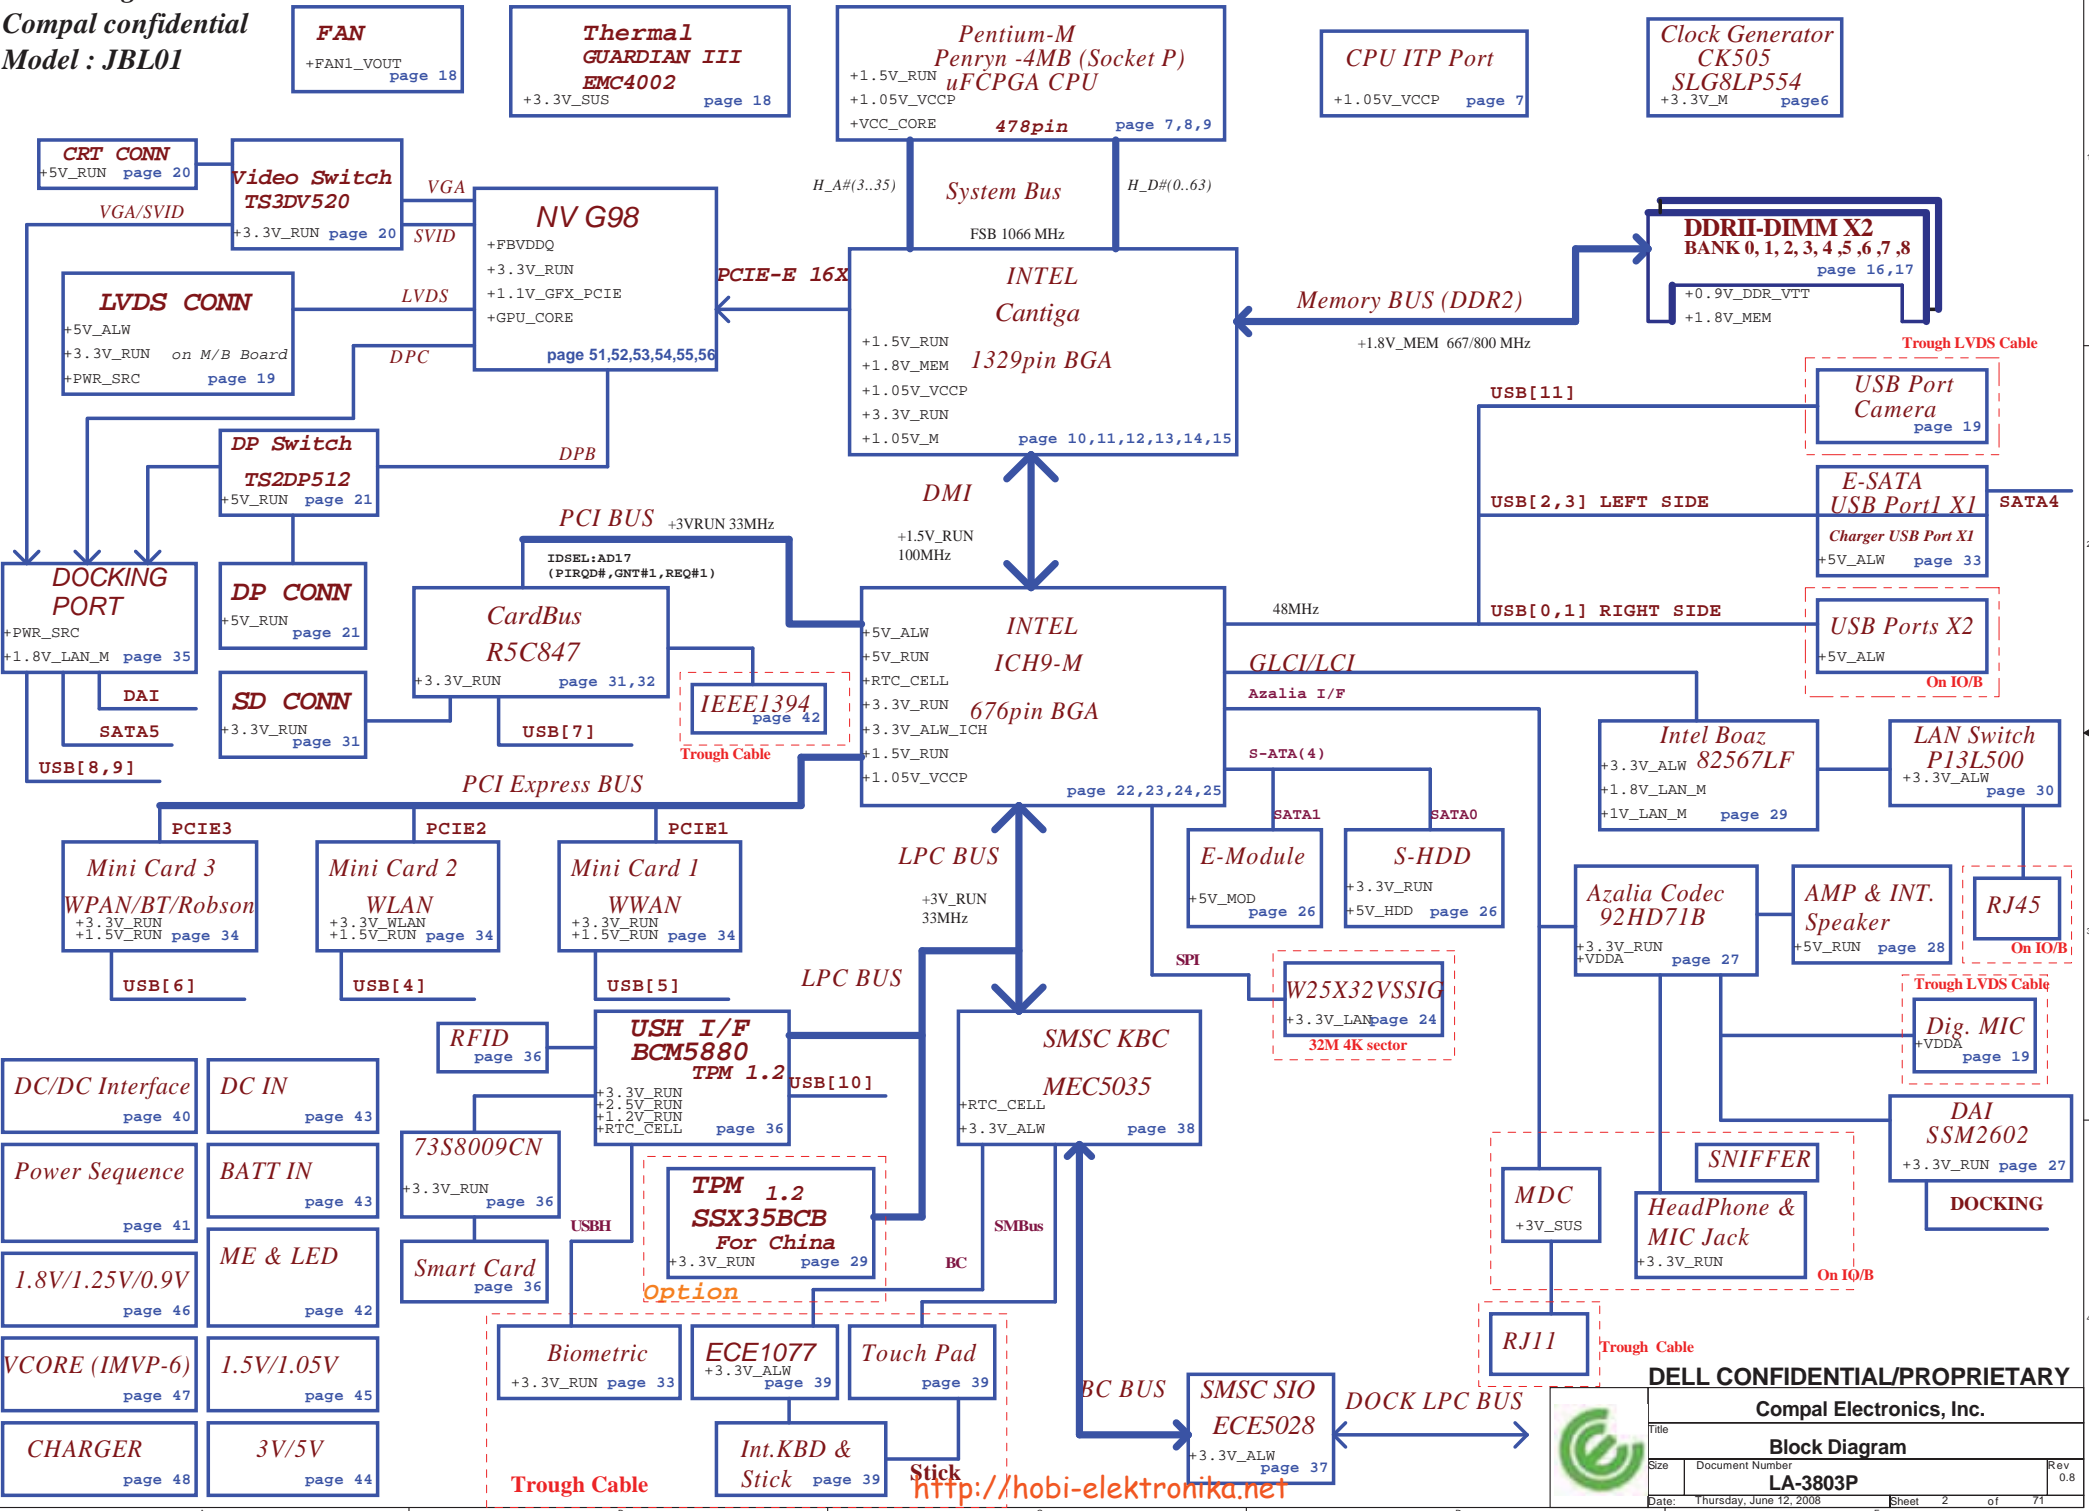 Compal confidential
Model : JBL01
FAN
+FAN1_VOUT
page 18
Thermal
GUARDIAN III
EMC4002
+3.3V_SUS
page 18
Pentium-M
Penryn -4MB (Socket P)
uFCPGA CPU
+1.5V_RUN
+1.05V_VCCP
+VCC_CORE
478pin
page 7,8,9
CPU ITP Port
+1.05V_VCCP
page 7
Clock Generator
CK505
SLG8LP554
+3.3V_M
page6
CRT CONN
+5V_RUN
page 20
Video Switch
TS3DV520
+3.3V_RUN
page 20
VGA
SVID
VGA/SVID
NV G98
+FBVDDQ
+3.3V_RUN
+1.1V_GFX_PCIE
+GPU_CORE
page 51,52,53,54,55,56
H_A#(3..35)
System Bus
H_D#(0..63)
FSB 1066 MHz
PCIE-E 16X
INTEL
Cantiga
1329pin BGA
+1.5V_RUN
+1.8V_MEM
+1.05V_VCCP
+3.3V_RUN
+1.05V_M
page 10,11,12,13,14,15
Memory BUS (DDR2)
+1.8V_MEM 667/800 MHz
DDRII-DIMM X2
BANK 0, 1, 2, 3, 4 ,5 ,6 ,7 ,8
page 16,17
+0.9V_DDR_VTT
+1.8V_MEM
LVDS CONN
+5V_ALW
+3.3V_RUN
on M/B Board
+PWR_SRC
page 19
LVDS
DPC
DPB
DP Switch
TS2DP512
+5V_RUN
page 21
DP CONN
+5V_RUN
page 21
DOCKING
PORT
+PWR_SRC
+1.8V_LAN_M
page 35
DAI
SATA5
USB[8,9]
SD CONN
+3.3V_RUN
page 31
PCI BUS
+3VRUN 33MHz
IDSEL:AD17
(PIRQD#,GNT#1,REQ#1)
CardBus
R5C847
+3.3V_RUN
page 31,32
USB[7]
IEEE1394
page 42
Trough Cable
DMI
+1.5V_RUN
100MHz
INTEL
ICH9-M
676pin BGA
+5V_ALW
+5V_RUN
+RTC_CELL
+3.3V_RUN
+3.3V_ALW_ICH
+1.5V_RUN
+1.05V_VCCP
page 22,23,24,25
48MHz
Trough LVDS Cable
USB[11]
USB Port
Camera
page 19
USB[2,3] LEFT SIDE
E-SATA
USB Port1 X1
Charger USB Port X1
+5V_ALW
page 33
SATA4
USB[0,1] RIGHT SIDE
USB Ports X2
+5V_ALW
On IO/B
GLCI/LCI
Azalia I/F
S-ATA(4)
Intel Boaz
82567LF
+3.3V_ALW
+1.8V_LAN_M
+1V_LAN_M
page 29
LAN Switch
P13L500
+3.3V_ALW
page 30
RJ45
On IO/B
SATA1
SATA0
E-Module
+5V_MOD
page 26
S-HDD
+3.3V_RUN
+5V_HDD
page 26
PCI Express BUS
PCIE3
PCIE2
PCIE1
Mini Card 3
WPAN/BT/Robson
+3.3V_RUN
+1.5V_RUN
page 34
USB[6]
Mini Card 2
WLAN
+3.3V_WLAN
+1.5V_RUN
page 34
USB[4]
Mini Card 1
WWAN
+3.3V_RUN
+1.5V_RUN
page 34
USB[5]
LPC BUS
+3V_RUN
33MHz
LPC BUS
SPI
W25X32VSSIG
+3.3V_LAN
page 24
32M 4K sector
Azalia Codec
92HD71B
+3.3V_RUN
+VDDA
page 27
AMP & INT.
Speaker
+5V_RUN
page 28
Trough LVDS Cable
Dig. MIC
+VDDA
page 19
DAI
SSM2602
+3.3V_RUN
page 27
DOCKING
RFID
page 36
USH I/F
BCM5880
TPM 1.2
+3.3V_RUN
+2.5V_RUN
+1.2V_RUN
+RTC_CELL
page 36
USB[10]
73S8009CN
+3.3V_RUN
page 36
Smart Card
page 36
USBH
TPM 1.2
SSX35BCB
For China
+3.3V_RUN
page 29
Option
SMSC KBC
MEC5035
+RTC_CELL
+3.3V_ALW
page 38
SMBus
BC
SNIFFER
MDC
+3V_SUS
HeadPhone &
MIC Jack
+3.3V_RUN
On IO/B
RJ11
Trough Cable
DC/DC Interface
page 40
DC IN
page 43
Power Sequence
page 41
BATT IN
page 43
1.8V/1.25V/0.9V
page 46
ME & LED
page 42
VCORE (IMVP-6)
page 47
1.5V/1.05V
page 45
CHARGER
page 48
3V/5V
page 44
Biometric
+3.3V_RUN
page 33
ECE1077
+3.3V_ALW
page 39
Touch Pad
page 39
Int.KBD &
Stick
page 39
Stick
Trough Cable
BC BUS
SMSC SIO
ECE5028
+3.3V_ALW
page 37
DOCK LPC BUS
http://hobi-elektronika.net
DELL CONFIDENTIAL/PROPRIETARY
Compal Electronics, Inc.
Title
Block Diagram
Size
Document Number
Rev
LA-3803P
0.8
Date:
Thursday, June 12, 2008
Sheet 2 of 71